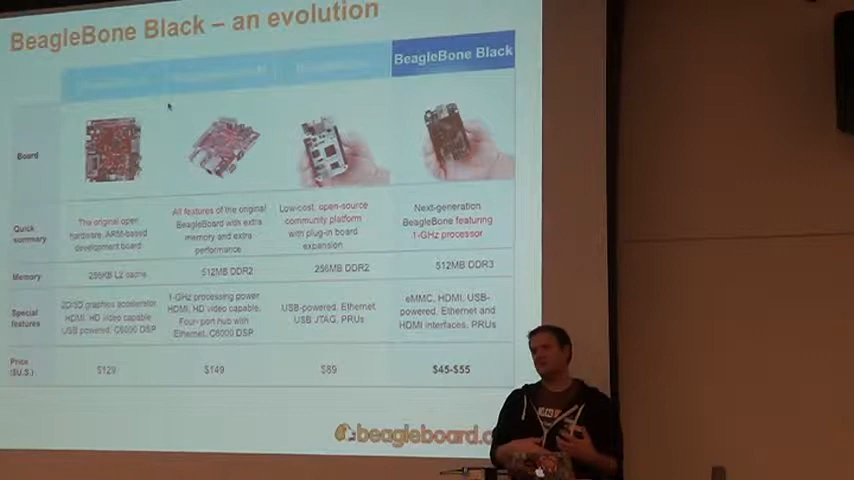 BeagleBone Black – an evolution
BeagleBone Black
Board
Quick
summary
The original open
hardware, ARM-based
development board
All features of the original
BeagleBoard with extra
memory and extra
performance
Low-cost, open-source
community platform
with plug-in board
expansion
Next-generation
BeagleBone featuring
1-GHz processor
Memory
256KB L2 cache
512MB DDR2
256MB DDR2
512MB DDR3
Special
features
2D/3D graphics accelerator
HDMI, HD video capable
USB powered, C6000 DSP
1-GHz processing power
HDMI, HD video capable,
Four- port hub with
Ethernet, C6000 DSP
USB-powered, Ethernet
USB JTAG, PRUs
eMMC, HDMI, USB-
powered, Ethernet and
HDMI interfaces, PRUs
Price
($U.S.)
$129
$149
$89
$45-$55
beagleboard.